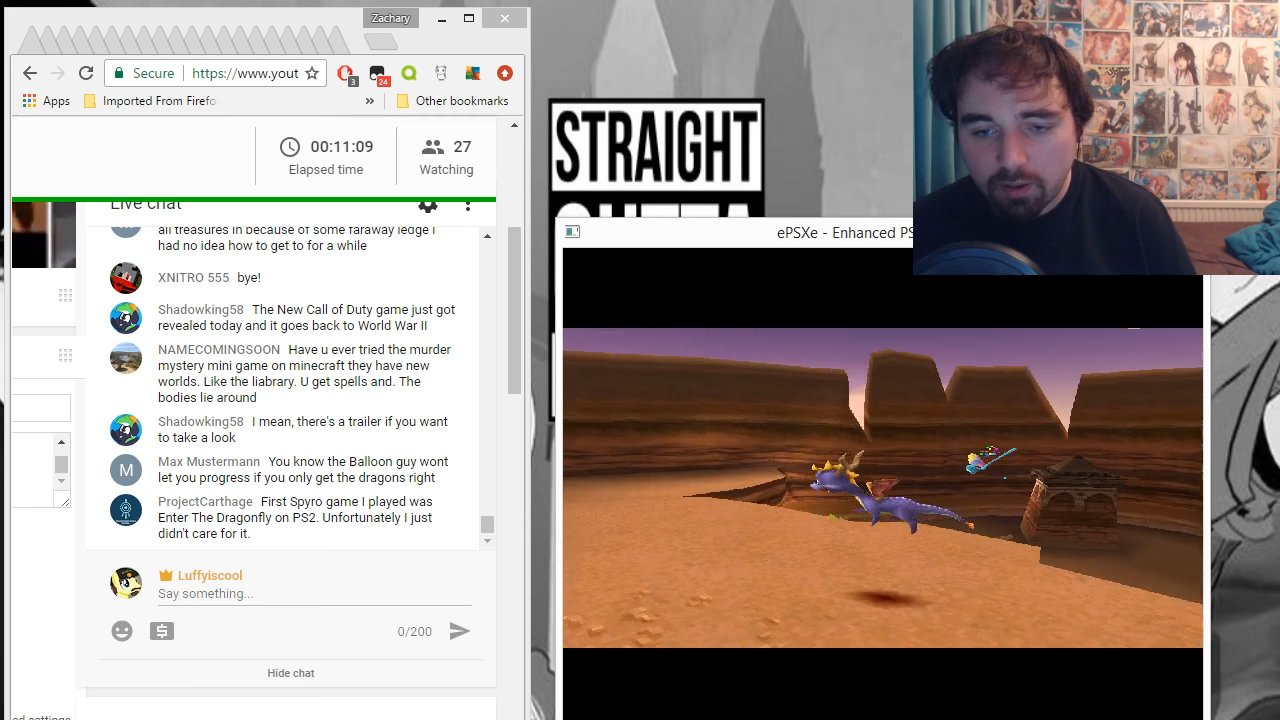 Zachary
Secure https://www.yout
3
24
Apps Imported From Firefo
» Other bookmarks
00:11:09
Elapsed time
27
Watching
Live chat
all treasures in because of some faraway ledge I
had no idea how to get to for a while
XNITRO 555 bye!
Shadowking58 The New Call of Duty game just got
revealed today and it goes back to World War II
NAMECOMINGSOON Have u ever tried the murder
mystery mini game on minecraft they have new
worlds. Like the liabrary. U get spells and. The
bodies lie around
Shadowking58 I mean, there's a trailer if you want
to take a look
M
Max Mustermann You know the Balloon guy wont
let you progress if you only get the dragons right
ProjectCarthage First Spyro game I played was
Enter The Dragonfly on PS2. Unfortunately I just
didn't care for it.
Luffyiscool
Say something...
0/200
Hide chat
ed settings
STRAIGHT
OUTTA
ePSXe - Enhanced PS